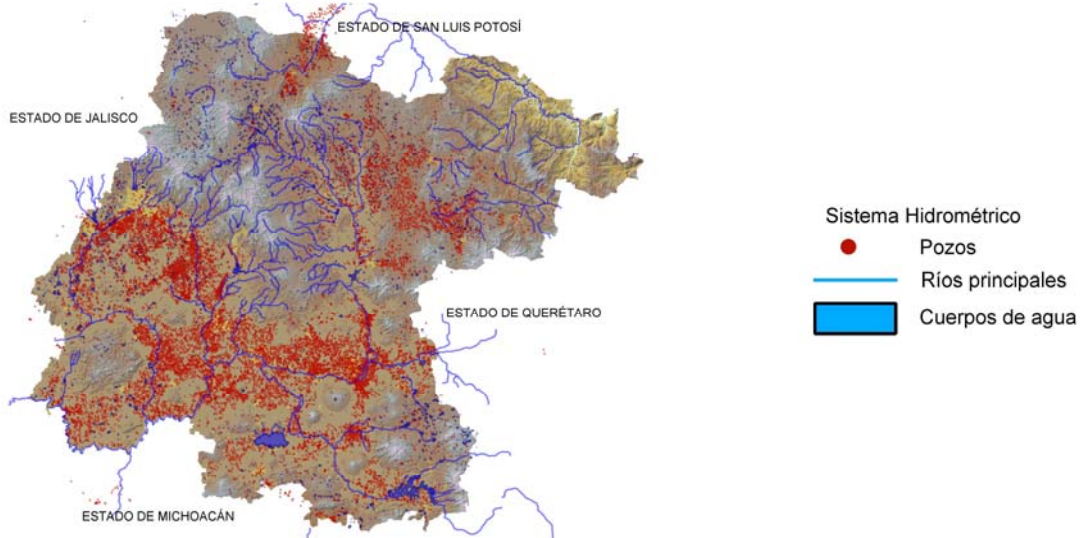 ESTADO DE SAN LUIS POTOSÍ
ESTADO DE JALISCO
Sistema Hidrométrico
Pozos
Ríos principales
ESTADO DE QUERÉTARO
Cuerpos de agua
ESTADO DE MICHOACÁN